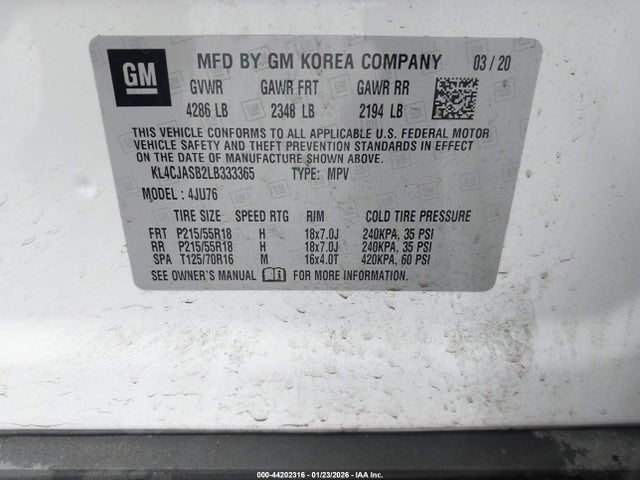 GM
MFD BY GM KOREA COMPANY 03 / 20
GVWR GAWR FRT GAWR RR
4286 LB 2348 LB 2194 LB
THIS VEHICLE CONFORMS TO ALL APPLICABLE U.S. FEDERAL MOTOR
VEHICLE SAFETY AND THEFT PREVENTION STANDARDS IN EFFECT
ON THE DATE OF MANUFACTURE SHOWN ABOVE.
KL4CJASB2LB333365 TYPE: MPV
MODEL : 4JU76
TIRE SIZE SPEED RTG RIM COLD TIRE PRESSURE
FRT P215/55R18 H 18x7.0J 240KPA, 35 PSI
RR P215/55R18 H 18x7.0J 240KPA, 35 PSI
SPA T125/70R16 M 16x4.0T 420KPA, 60 PSI
SEE OWNER'S MANUAL FOR MORE INFORMATION.
000-44202316 | 01/23/2026 | IAA Inc.